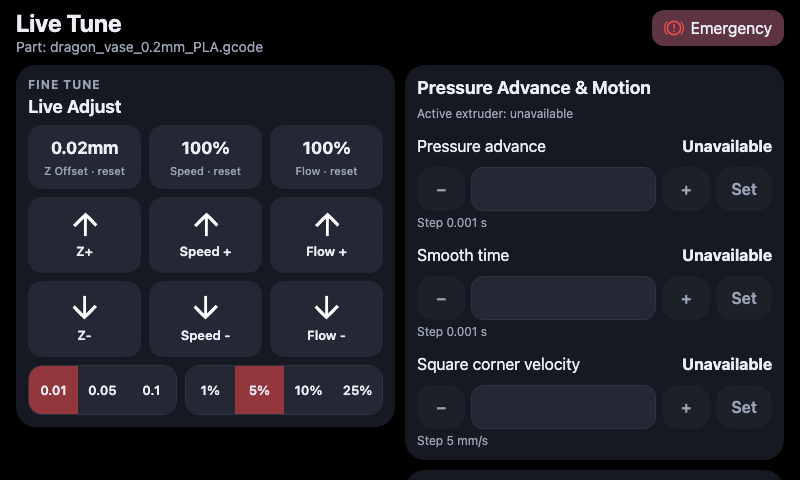 Live Tune
Part: dragon_vase_0.2mm_PLA.gcode
Emergency
FINE TUNE
Live Adjust
0.02mm
Z Offset · reset
100%
Speed · reset
100%
Flow · reset
Z+
Speed +
Flow +
Z-
Speed -
Flow -
0.01
0.05
0.1
1%
5%
10%
25%
Pressure Advance & Motion
Active extruder: unavailable
Pressure advance
Unavailable
−
+
Set
Step 0.001 s
Smooth time
Unavailable
−
+
Set
Step 0.001 s
Square corner velocity
Unavailable
−
+
Set
Step 5 mm/s